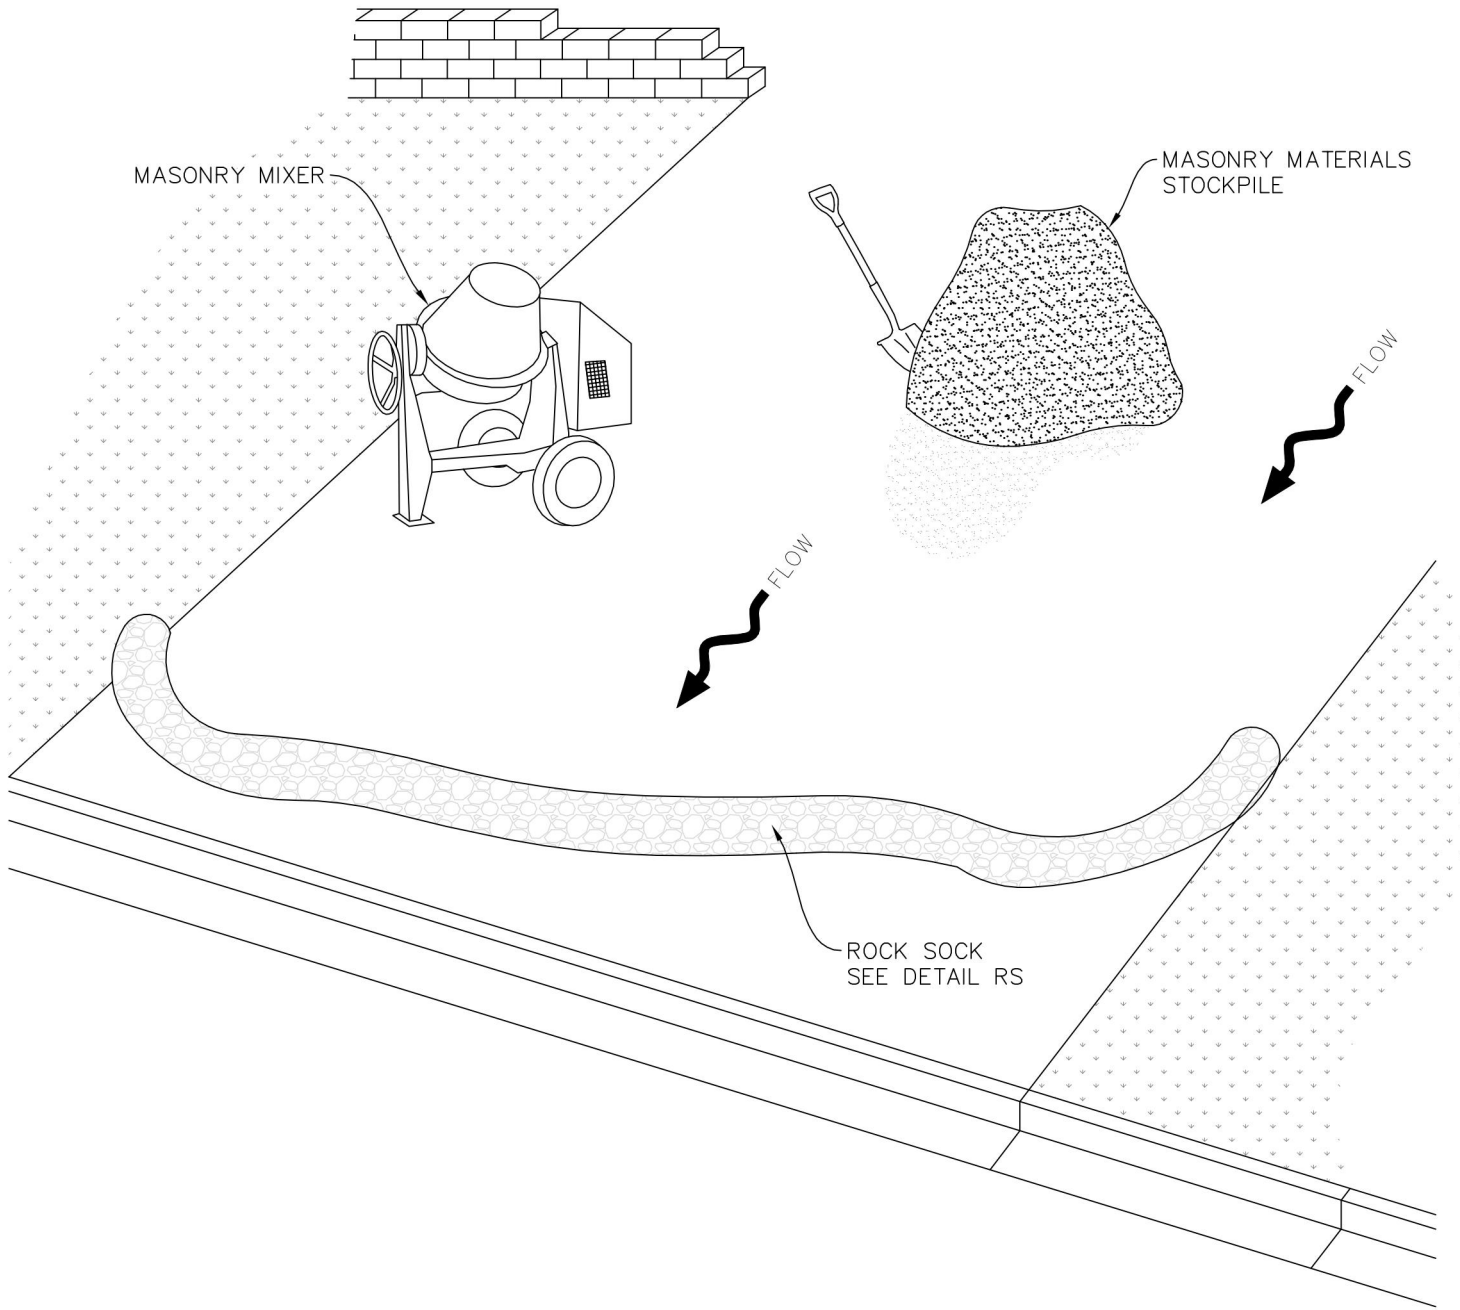 MASONRY MATERIALS
STOCKPILE
MASONRY MIXER
FLOW
FLOW
ROCK SOCK
SEE DETAIL RS